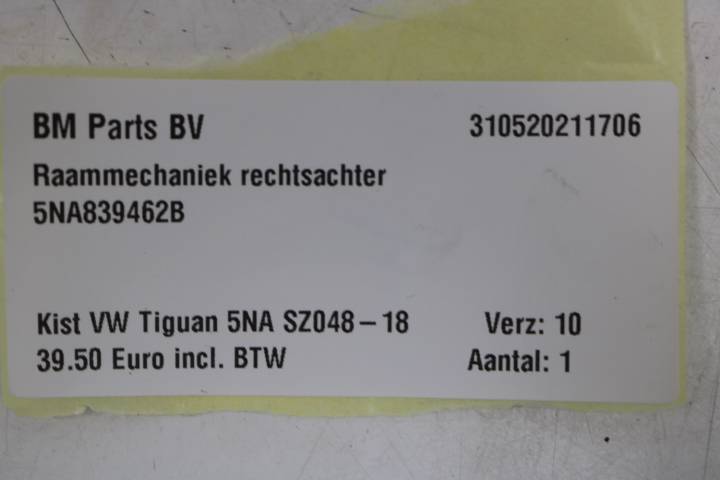 BM Parts BV 310520211706
Raammechaniek rechtsachter
5NA839462B
Kist VW Tiguan 5NA SZ048-18 Verz: 10
39.50 Euro incl. BTW Aantal: 1